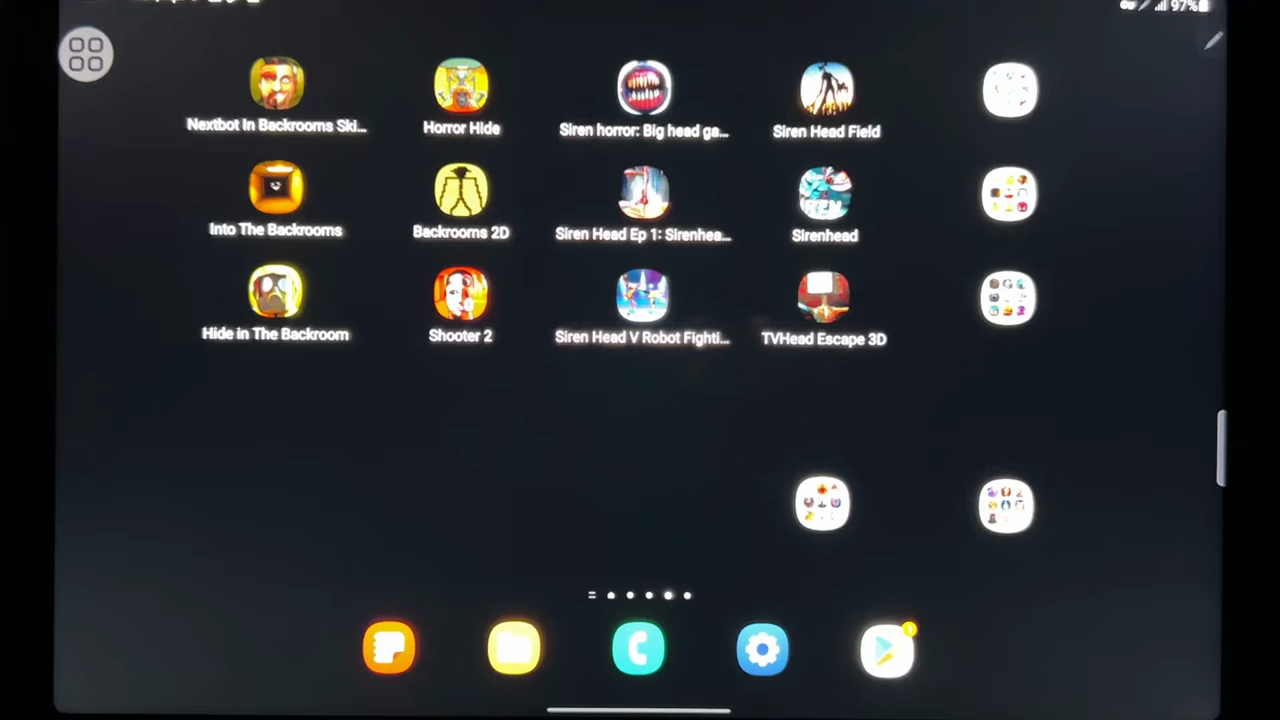 97%
Nextbot In Backrooms Ski...
Horror Hide
Siren horror: Big head ga...
Siren Head Field
Into The Backrooms
Backrooms 2D
Siren Head Ep 1: Sirenhea...
Sirenhead
Hide in The Backroom
Shooter 2
Siren Head V Robot Fighti...
TVHead Escape 3D